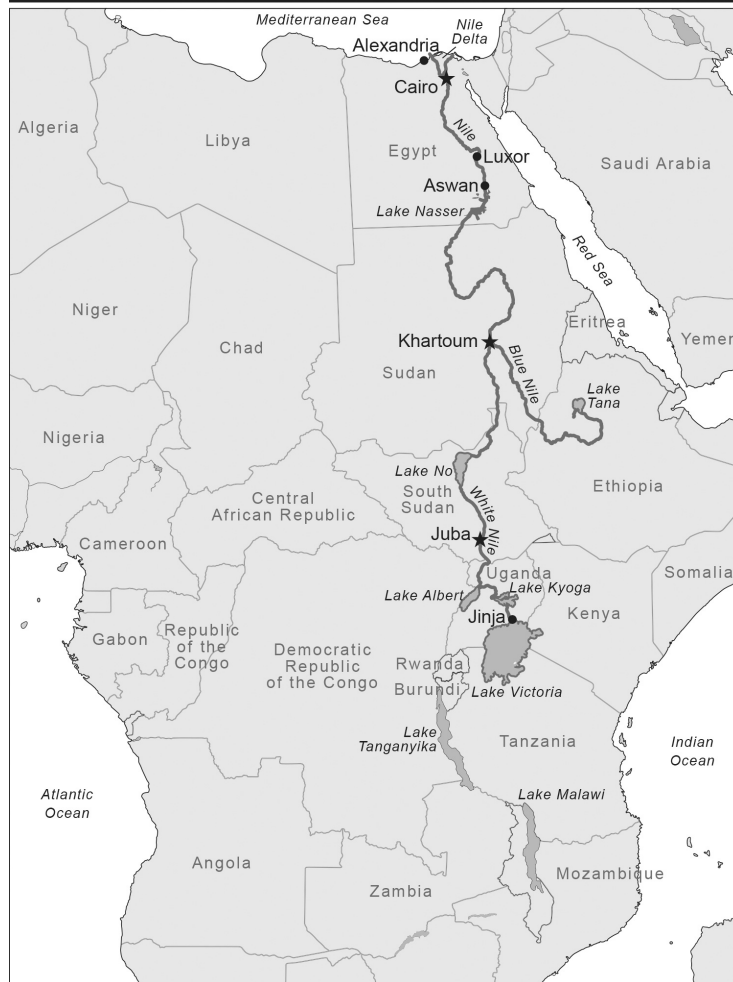 Mediterranean Sea
Nile
Delta
Alexandria
Cairo
Algeria
Libya
Nile
Egypt
Luxor
Saudi Arabia
Aswan
Lake Nasser
Red Sea
Niger
Eritrea
Chad
Khartoum
Yemen
Sudan
Blue Nile
Lake
Tana
Nigeria
Lake No
Ethiopia
Central
African Republic
South
Sudan
White Nile
Juba
Cameroon
Uganda
Somalia
Lake Kyoga
Lake Albert
Kenya
Jinja
Gabon
Republic
of the
Congo
Democratic
Republic
of the Congo
Rwanda
Burundi
Lake Victoria
Lake
Tanganyika
Tanzania
Indian
Ocean
Atlantic
Ocean
Lake Malawi
Angola
Mozambique
Zambia